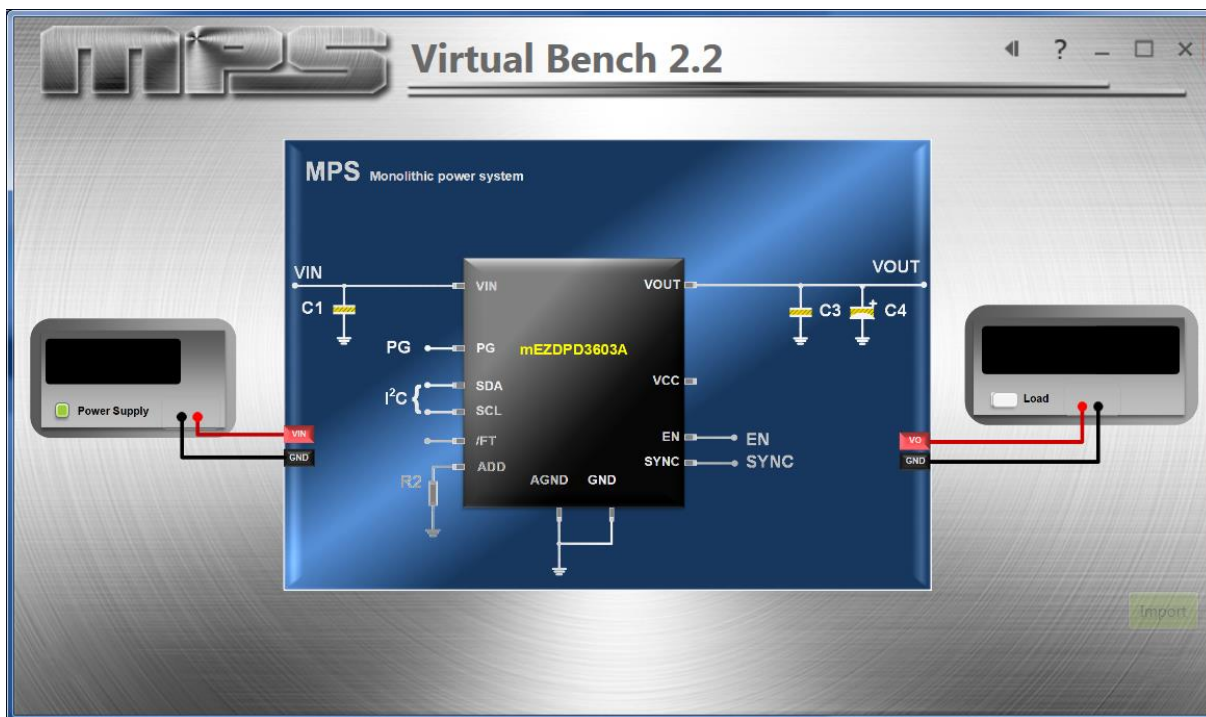 MPS Virtual Bench 2.2
?
MPS Monolithic power system
VIN
VOUT
VIN
VOUT
C1
C3
C4
PG
PG
mEZDPD3603A
SDA
VCC
I²C
SCL
Power Supply
Load
VIN
/FT
EN
EN
VO
GND
ADD
SYNC
SYNC
GND
R2
AGND
GND
Import